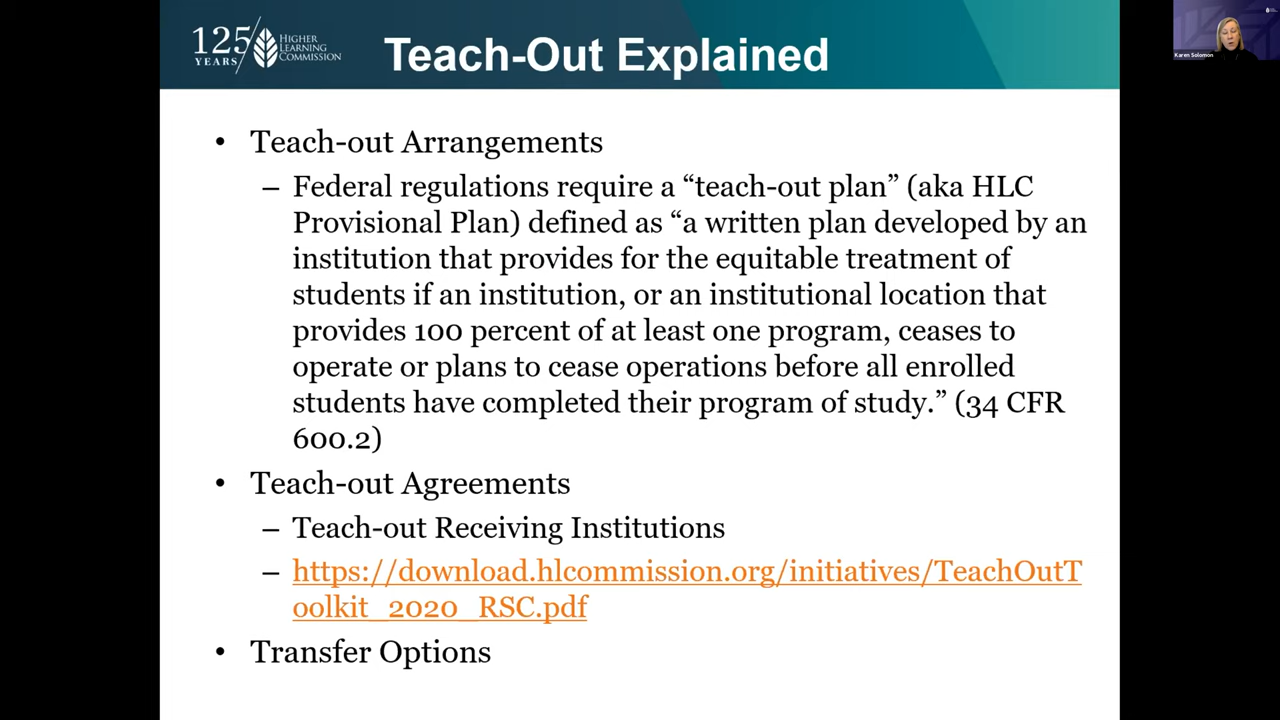 125 YEARS
HIGHER
LEARNING
COMMISSION
Teach-Out Explained
• Teach-out Arrangements
– Federal regulations require a “teach-out plan” (aka HLC
Provisional Plan) defined as “a written plan developed by an
institution that provides for the equitable treatment of
students if an institution, or an institutional location that
provides 100 percent of at least one program, ceases to
operate or plans to cease operations before all enrolled
students have completed their program of study.” (34 CFR
600.2)
• Teach-out Agreements
– Teach-out Receiving Institutions
– https://download.hlcommission.org/initiatives/TeachOutT
oolkit_2020_RSC.pdf
• Transfer Options
Karen Solomon